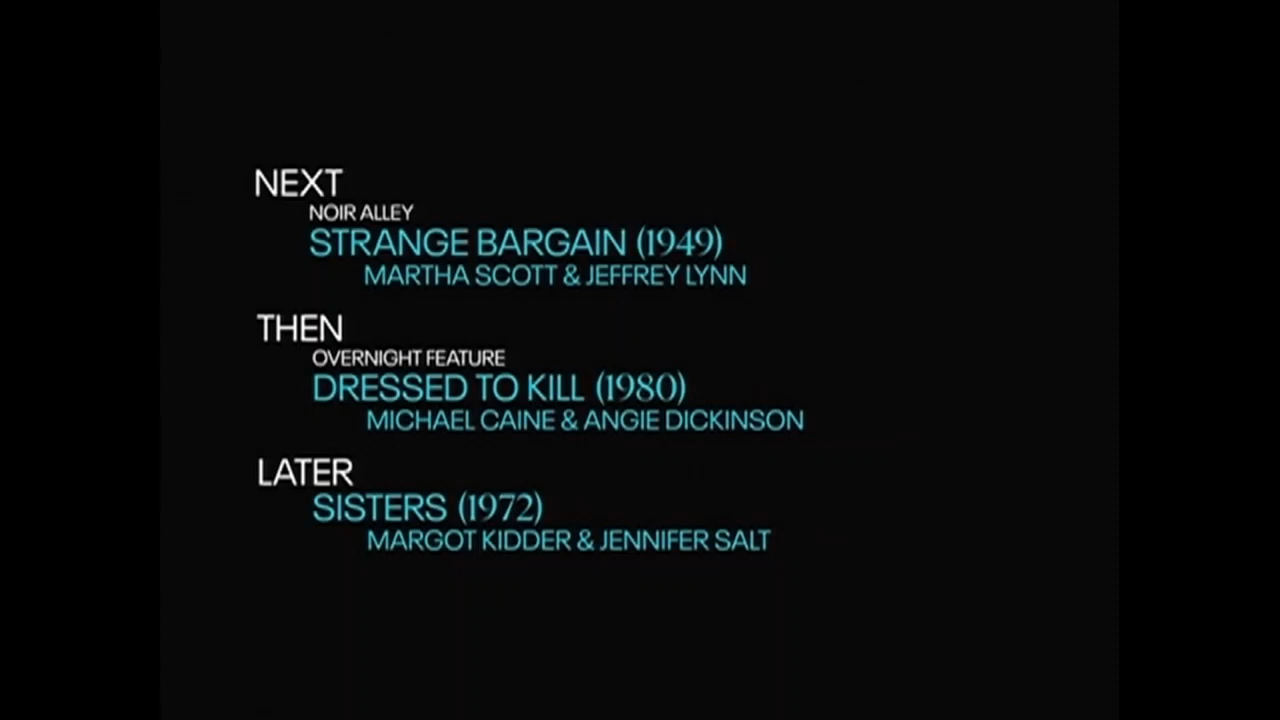 NEXT
NOIR ALLEY
STRANGE BARGAIN (1949)
MARTHA SCOTT & JEFFREY LYNN
THEN
OVERNIGHT FEATURE
DRESSED TO KILL (1980)
MICHAEL CAINE & ANGIE DICKINSON
LATER
SISTERS (1972)
MARGOT KIDDER & JENNIFER SALT